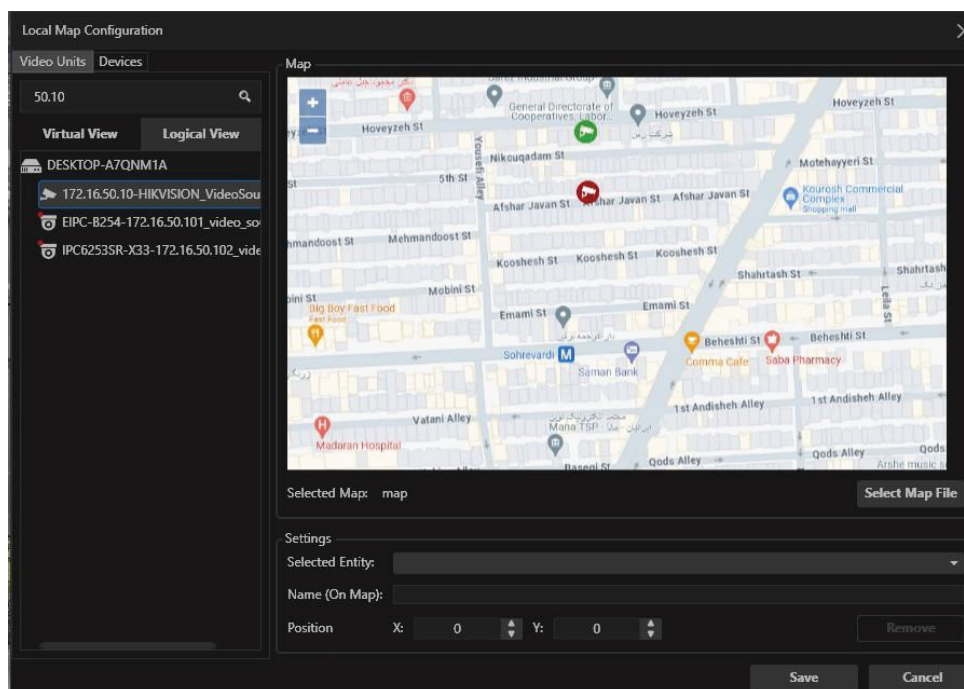 Local Map Configuration
Video Units Devices
50.10
Virtual View Logical View
DESKTOP-A7QNM1A
172.16.50.10-HIKVISION_VideoSou
EIPC-B254-172.16.50.101_video_so
IPC6253SR-X33-172.16.50.102_vide
Map
+
−
General Directorate of
Cooperatives, Labor...
Hoveyzeh St
Hoveyzeh St
Hoveyzeh St
Yousefi Alley
Nikouqadam St
Motehayyeri St
5th St
St
Afshar Javan St
Afshar Javan St
Afshar Javan St
Kourosh Commercial
Complex
Shopping mall
hmandoost St
Mehmandoost St
Kooshesh St
Kooshesh St
Kooshesh St
Shahrtash St
Shahrtash
Leila St
Mobini St
bini St
Big Boy Fast Food
Fast Food
Emami St
Emami St
Beheshti St
Beheshti St
Sohrevardi M
Saman Bank
Comma Cafe
Saba Pharmacy
1st Andisheh Alley
1st Andisheh Alley
Vatani Alley
Mana TSP - مانا
H
Madaran Hospital
Basegi St
Qods Alley
Qods Alley
Qods
Arshe music s
Selected Map: map
Select Map File
Settings
Selected Entity:
Name (On Map):
Position X: 0 Y: 0
Remove
Save Cancel